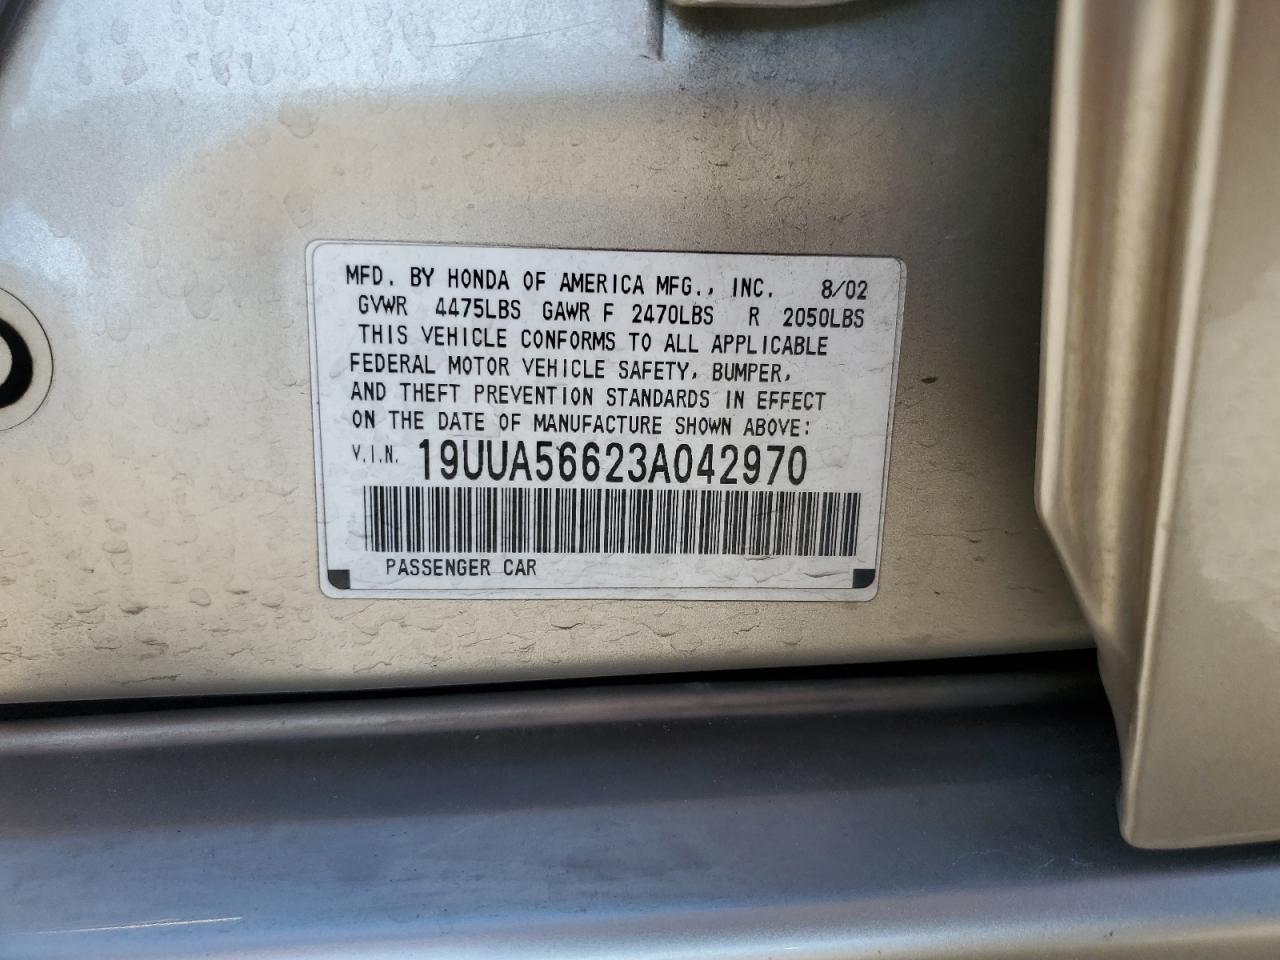 MFD. BY HONDA OF AMERICA MFG., INC. 8/02
GVWR 4475LBS GAWR F 2470LBS R 2050LBS
THIS VEHICLE CONFORMS TO ALL APPLICABLE
FEDERAL MOTOR VEHICLE SAFETY, BUMPER,
AND THEFT PREVENTION STANDARDS IN EFFECT
ON THE DATE OF MANUFACTURE SHOWN ABOVE:
V.I.N. 19UUA56623A042970
PASSENGER CAR